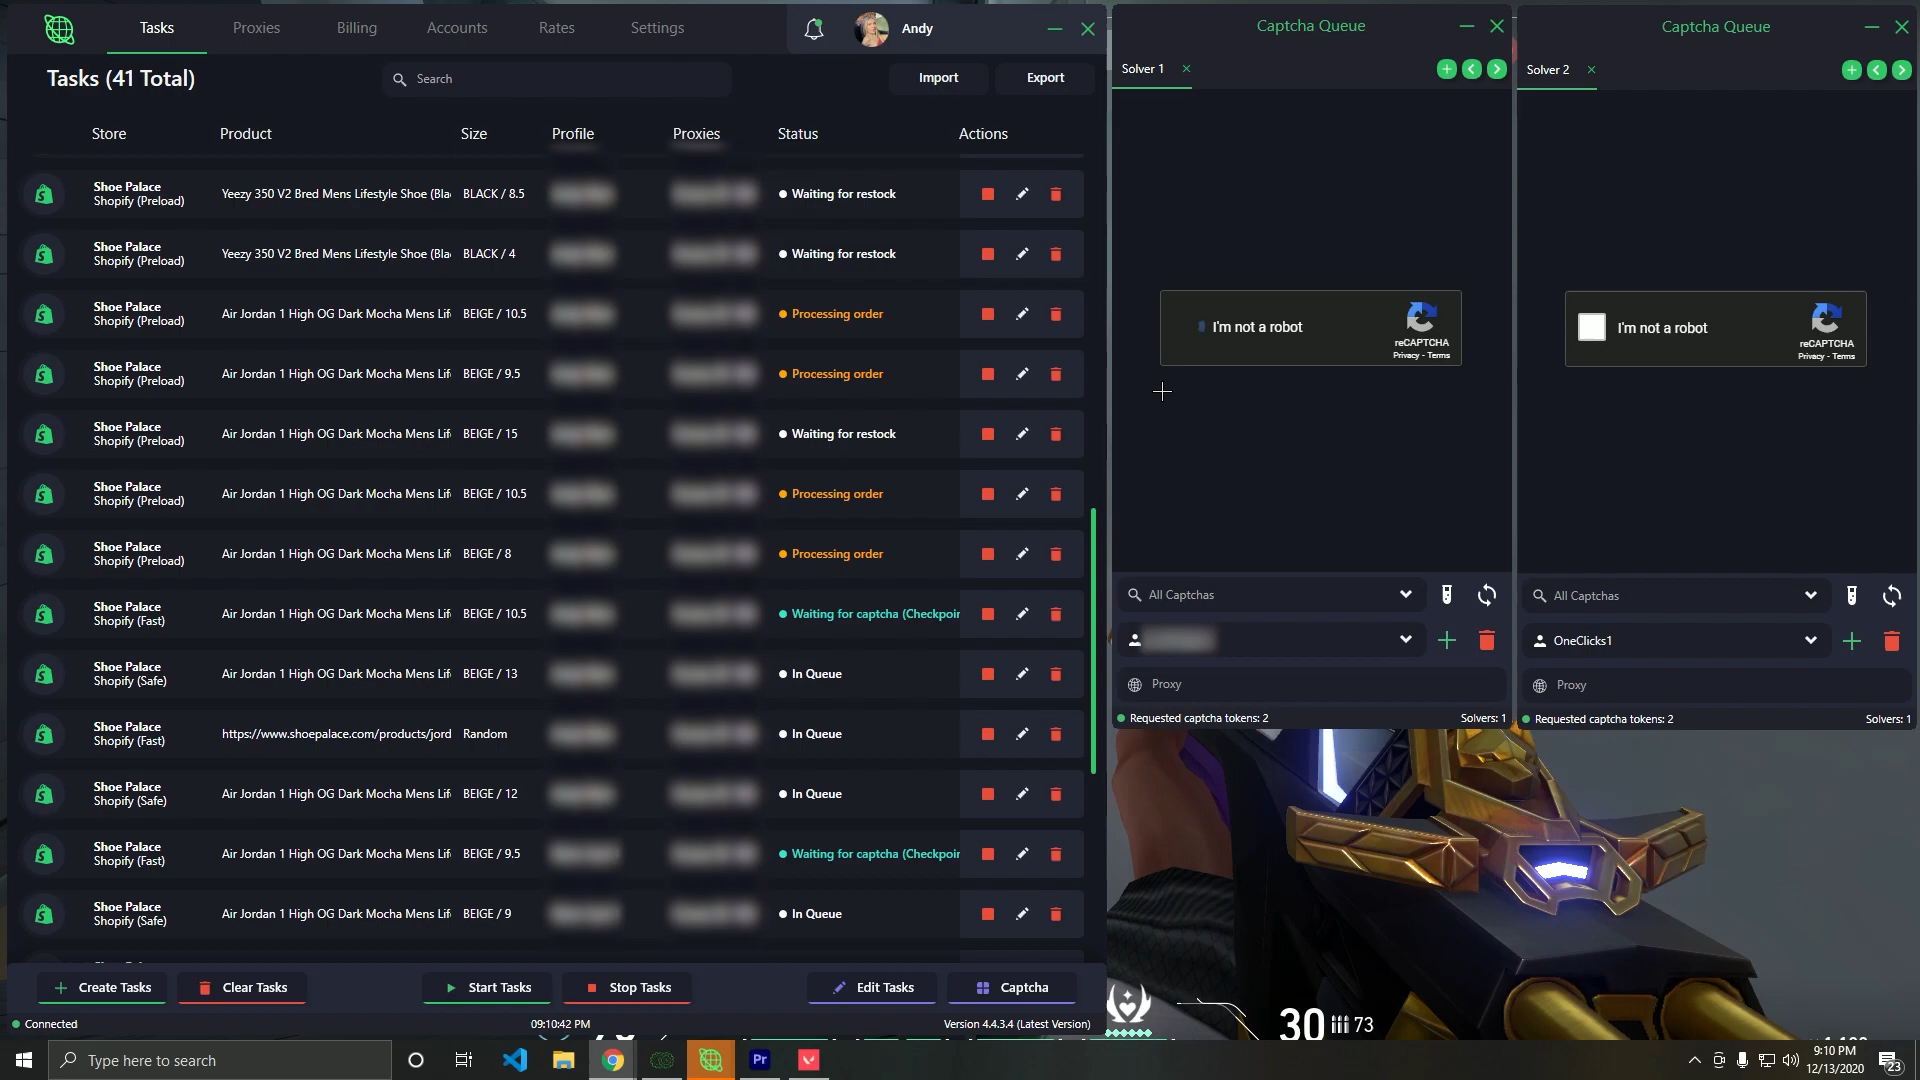 Tasks
Proxies
Billing
Accounts
Rates
Settings
Andy
Tasks (41 Total)
Search
Import
Export
Store
Product
Size
Profile
Proxies
Status
Actions
Shoe Palace
Shopify (Preload)
Yeezy 350 V2 Bred Mens Lifestyle Shoe (Bla
BLACK / 8.5
Waiting for restock
Shoe Palace
Shopify (Preload)
Yeezy 350 V2 Bred Mens Lifestyle Shoe (Bla
BLACK / 4
Waiting for restock
Shoe Palace
Shopify (Preload)
Air Jordan 1 High OG Dark Mocha Mens Lif
BEIGE / 10.5
Processing order
Shoe Palace
Shopify (Preload)
Air Jordan 1 High OG Dark Mocha Mens Lif
BEIGE / 9.5
Processing order
Shoe Palace
Shopify (Preload)
Air Jordan 1 High OG Dark Mocha Mens Lif
BEIGE / 15
Waiting for restock
Shoe Palace
Shopify (Preload)
Air Jordan 1 High OG Dark Mocha Mens Lif
BEIGE / 10.5
Processing order
Shoe Palace
Shopify (Preload)
Air Jordan 1 High OG Dark Mocha Mens Lif
BEIGE / 8
Processing order
Shoe Palace
Shopify (Fast)
Air Jordan 1 High OG Dark Mocha Mens Lif
BEIGE / 10.5
Waiting for captcha (Checkpoin
Shoe Palace
Shopify (Safe)
Air Jordan 1 High OG Dark Mocha Mens Lif
BEIGE / 13
In Queue
Shoe Palace
Shopify (Fast)
https://www.shoepalace.com/products/jord
Random
In Queue
Shoe Palace
Shopify (Safe)
Air Jordan 1 High OG Dark Mocha Mens Lif
BEIGE / 12
In Queue
Shoe Palace
Shopify (Fast)
Air Jordan 1 High OG Dark Mocha Mens Lif
BEIGE / 9.5
Waiting for captcha (Checkpoin
Shoe Palace
Shopify (Safe)
Air Jordan 1 High OG Dark Mocha Mens Lif
BEIGE / 9
In Queue
Create Tasks
Clear Tasks
Start Tasks
Stop Tasks
Edit Tasks
Captcha
Connected
09:10:42 PM
Version 4.4.3.4 (Latest Version)
Captcha Queue
Solver 1
I'm not a robot
reCAPTCHA
Privacy - Terms
All Captchas
Proxy
Requested captcha tokens: 2
Solvers: 1
Captcha Queue
Solver 2
I'm not a robot
reCAPTCHA
Privacy - Terms
All Captchas
OneClicks1
Proxy
Requested captcha tokens: 2
Solvers: 1
30
73
Type here to search
Pr
9:10 PM
12/13/2020
23